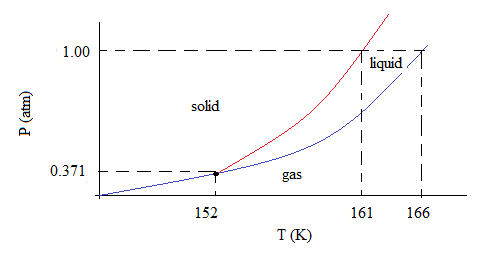 1.00
liquid
solid
P (atm)
0.371
gas
152
161
166
T (K)